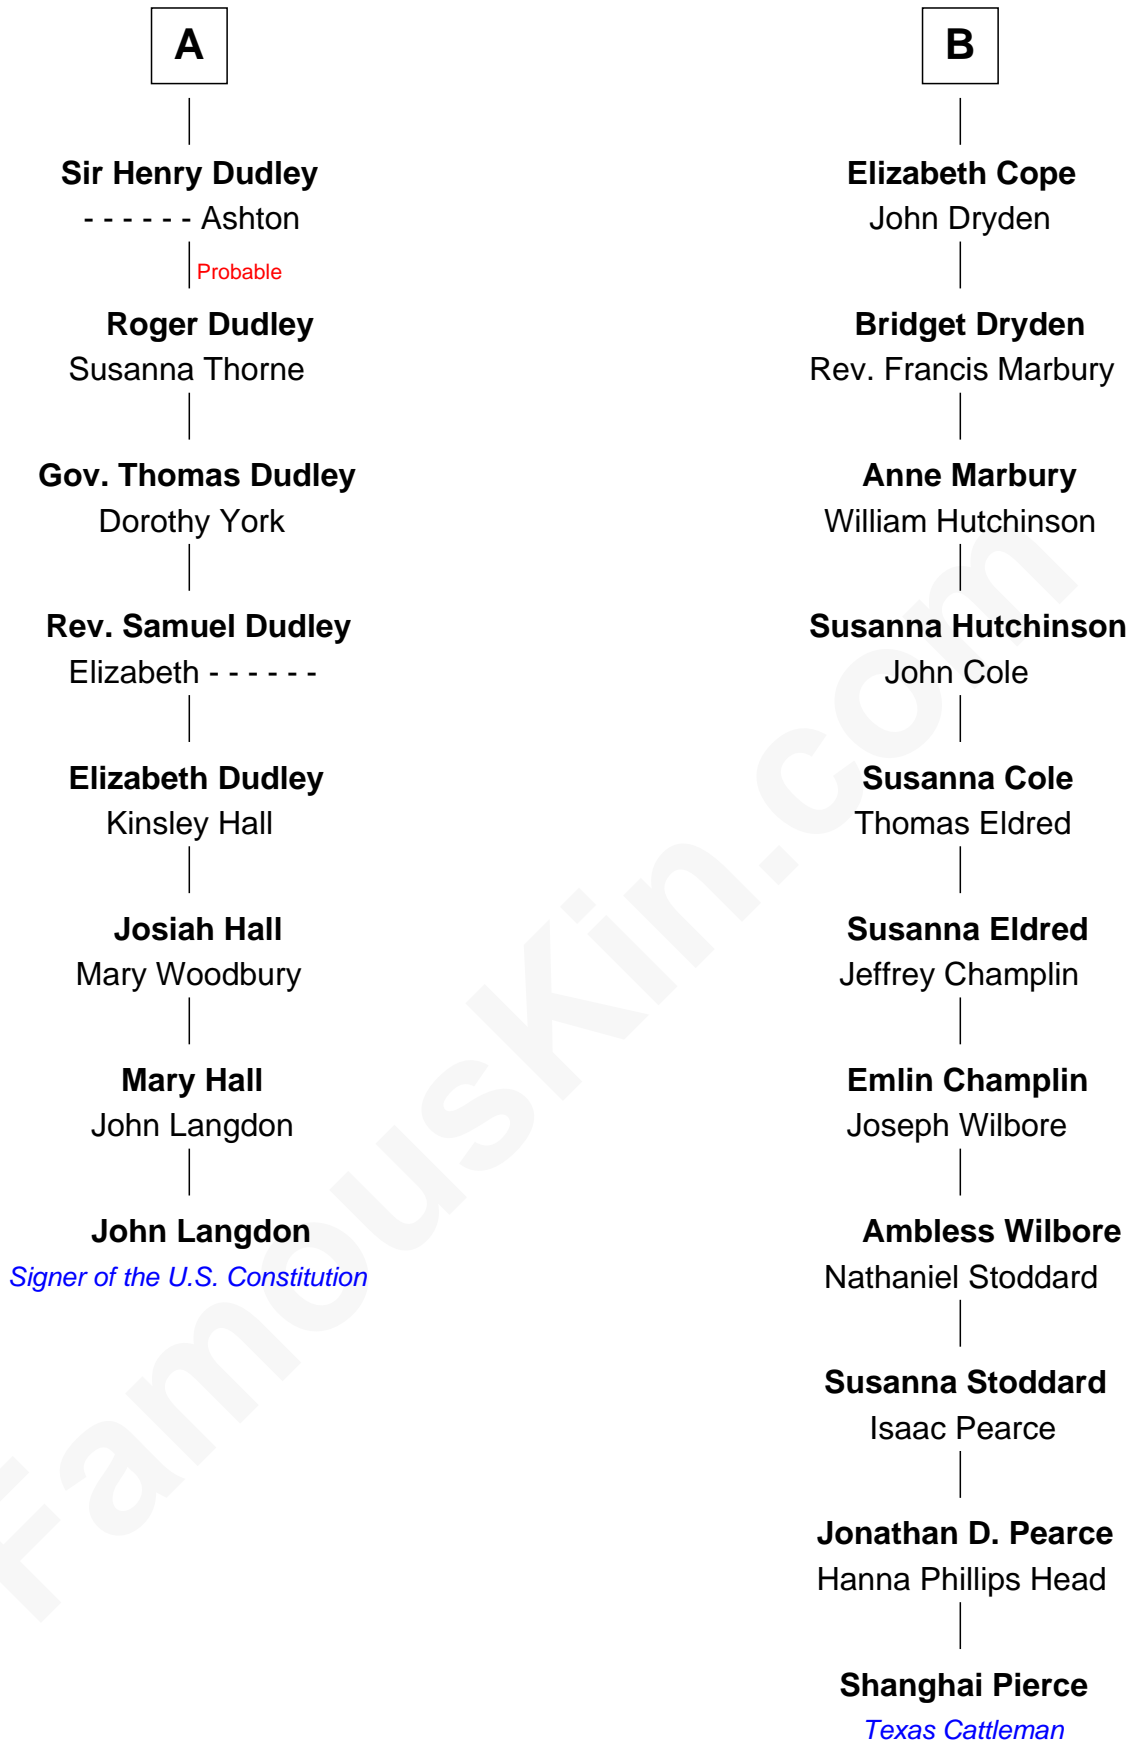 A
Sir Henry Dudley
- - - - - - Ashton
Probable
Roger Dudley
Susanna Thorne
Gov. Thomas Dudley
Dorothy York
Rev. Samuel Dudley
Elizabeth - - - - - -
Elizabeth Dudley
Kinsley Hall
Josiah Hall
Mary Woodbury
Mary Hall
John Langdon
John Langdon
Signer of the U.S. Constitution
B
Elizabeth Cope
John Dryden
Bridget Dryden
Rev. Francis Marbury
Anne Marbury
William Hutchinson
Susanna Hutchinson
John Cole
Susanna Cole
Thomas Eldred
Susanna Eldred
Jeffrey Champlin
Emlin Champlin
Joseph Wilbore
Ambless Wilbore
Nathaniel Stoddard
Susanna Stoddard
Isaac Pearce
Jonathan D. Pearce
Hanna Phillips Head
Shanghai Pierce
Texas Cattleman
FamousKin.com